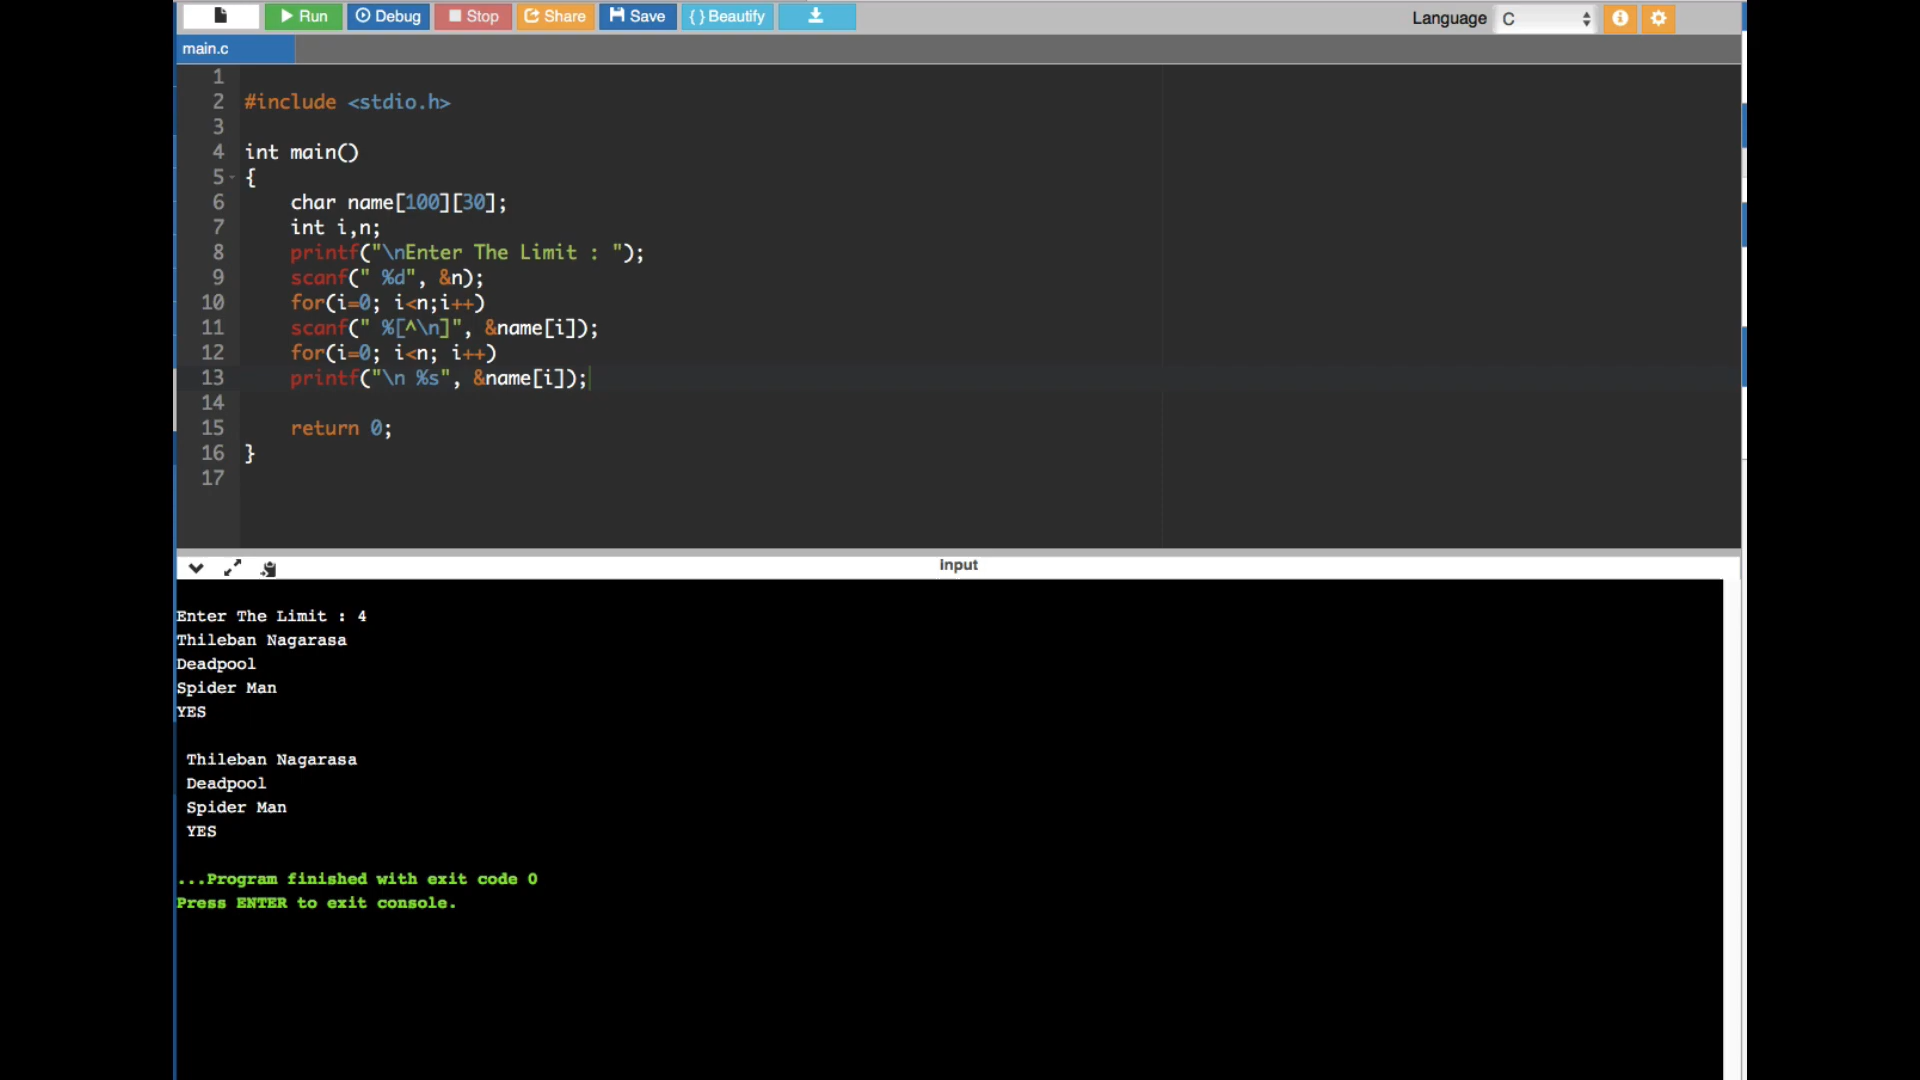 Run Debug Stop Share Save { } Beautify Language C
main.c
1
2 #include <stdio.h>
3
4 int main()
5 {
6 char name[100][30];
7 int i,n;
8 printf("\nEnter The Limit : ");
9 scanf(" %d", &n);
10 for(i=0; i<n;i++)
11 scanf(" %[^\n]", &name[i]);
12 for(i=0; i<n; i++)
13 printf("\n %s", &name[i]);
14
15 return 0;
16 }
17
input
Enter The Limit : 4
Thileban Nagarasa
Deadpool
Spider Man
YES
Thileban Nagarasa
Deadpool
Spider Man
YES
...Program finished with exit code 0
Press ENTER to exit console.